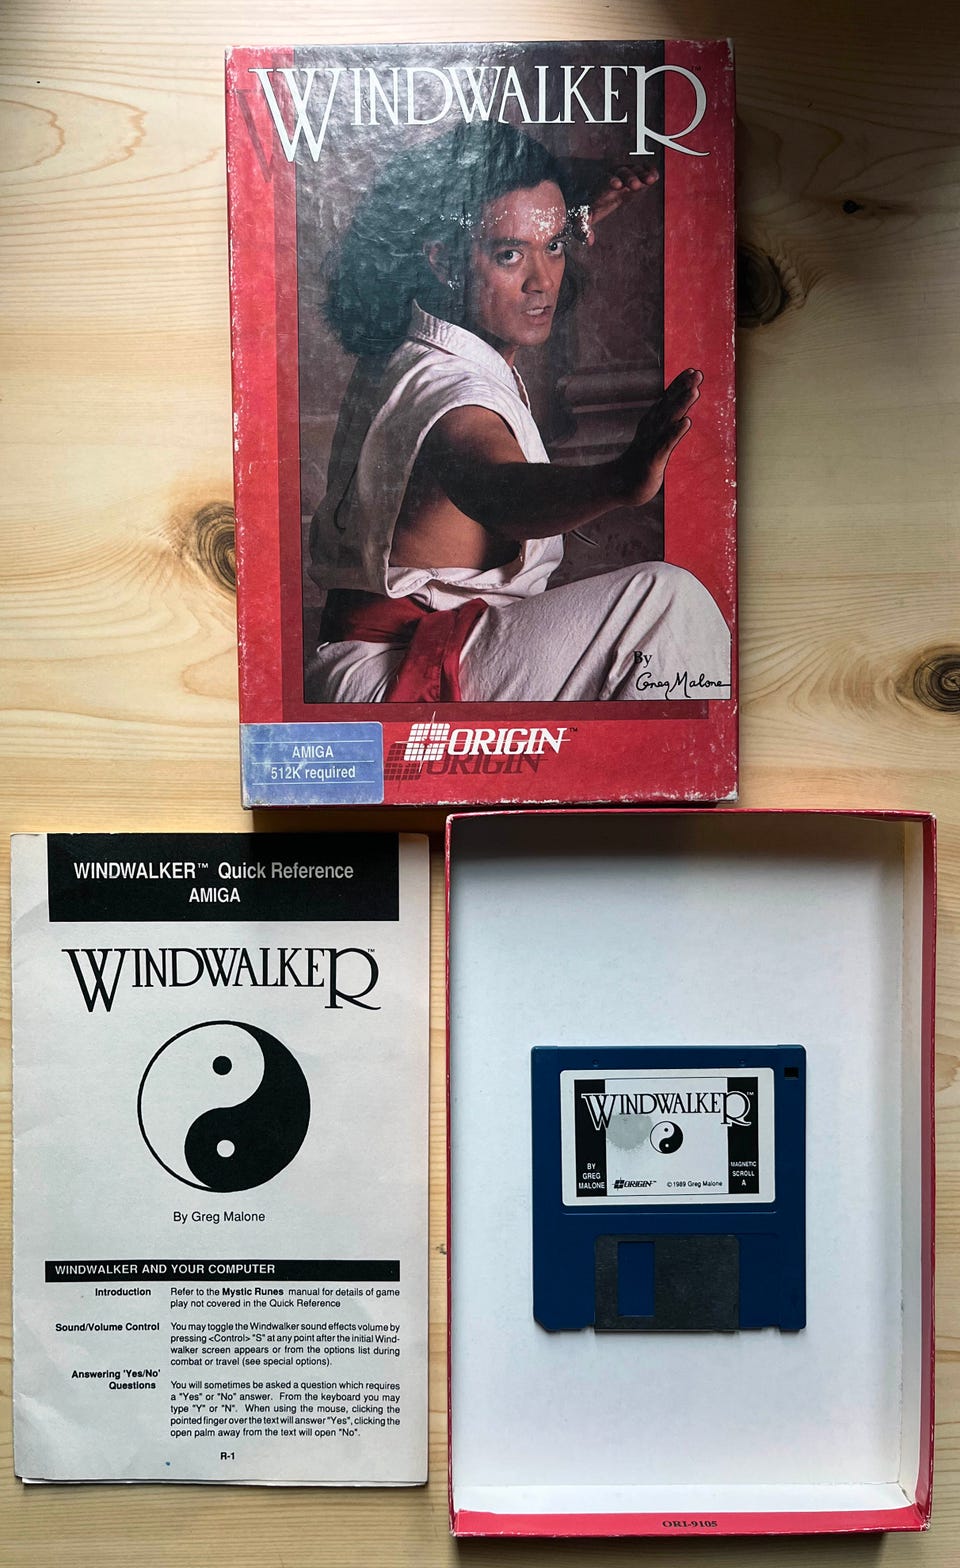 WINDWALKER™
By
Greg Malone
AMIGA
512K required
ORIGIN™
WINDWALKER™ Quick Reference
AMIGA
WINDWALKER™
By Greg Malone
WINDWALKER AND YOUR COMPUTER
Introduction
Refer to the Mystic Runes manual for details of game
play not covered in the Quick Reference
Sound/Volume Control
You may toggle the Windwalker sound effects volume by
pressing <Control> "S" at any point after the initial Wind-
walker screen appears or from the options list during
combat or travel (see special options).
Answering 'Yes/No'
Questions
You will sometimes be asked a question which requires
a "Yes" or "No" answer. From the keyboard you may
type "Y" or "N". When using the mouse, clicking the
pointed finger over the text will answer "Yes", clicking the
open palm away from the text will open "No".
R-1
WINDWALKER™
BY
GREG
MALONE
ORIGIN™
©1989 Greg Malone
MAGNETIC
SCROLL
A
ORI-9105